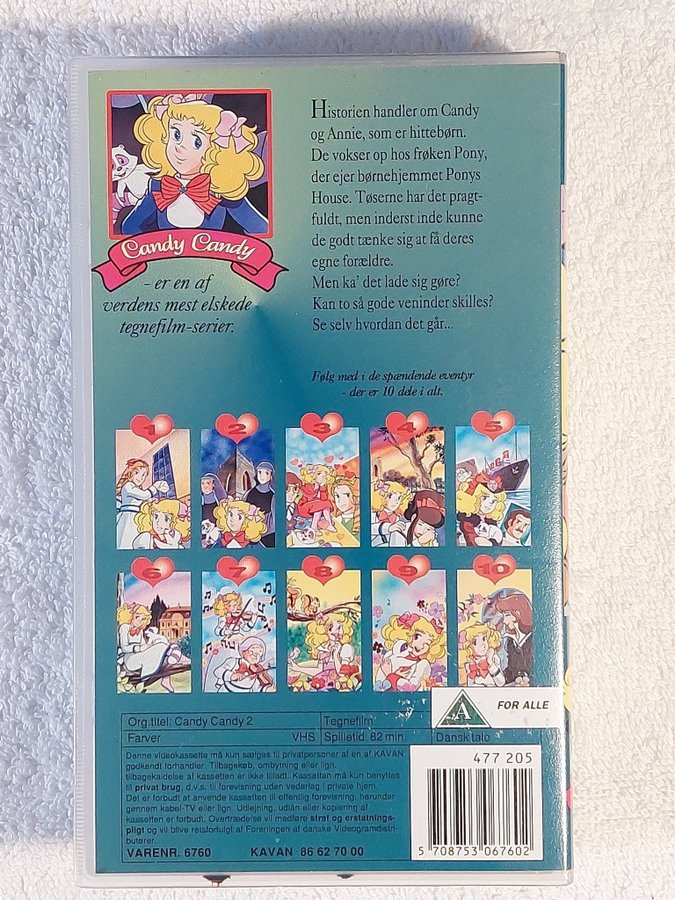 Candy Candy
- er en af
verdens mest elskede
tegnefilm-serier.
Historien handler om Candy
og Annie, som er hittebørn.
De vokser op hos frøken Pony,
der ejer børnehjemmet Ponys
House. Tøserne har det pragt-
fuldt, men inderst inde kunne
de godt tænke sig at få deres
egne forældre.
Men ka' det lade sig gøre?
Kan to så gode veninder skilles?
Se selv hvordan det går...
Følg med i de spændende eventyr
- der er 10 dele i alt.
1 2 3 4 5
6 7 8 9 10
A FOR ALLE
Org.titel: Candy Candy 2 Tegnefilm
Farver VHS Spilletid: 82 min. Dansk tale
Denne videokassette må kun sælges til privatpersoner af en af KAVAN
godkendt forhandler. Tilbagekøb, ombytning eller lign.
tilbagekaldelse af kassetten er ikke tilladt. Kassetten må kun benyttes
til privat brug, d.v.s. til forevisning uden vederlag i private hjem.
Det er forbudt at anvende kassetten til offentlig forevisning, herunder
gennem kabel-TV eller lign. Udlejning, udlån eller kopiering af
kassetten er forbudt. Overtrædelse vil medføre straf og erstatnings-
pligt og vil blive retsforfulgt af Foreningen af danske Videogramdistri-
butører.
VARENR. 6760 KAVAN 86 62 70 00
477 205
5 708753 067602